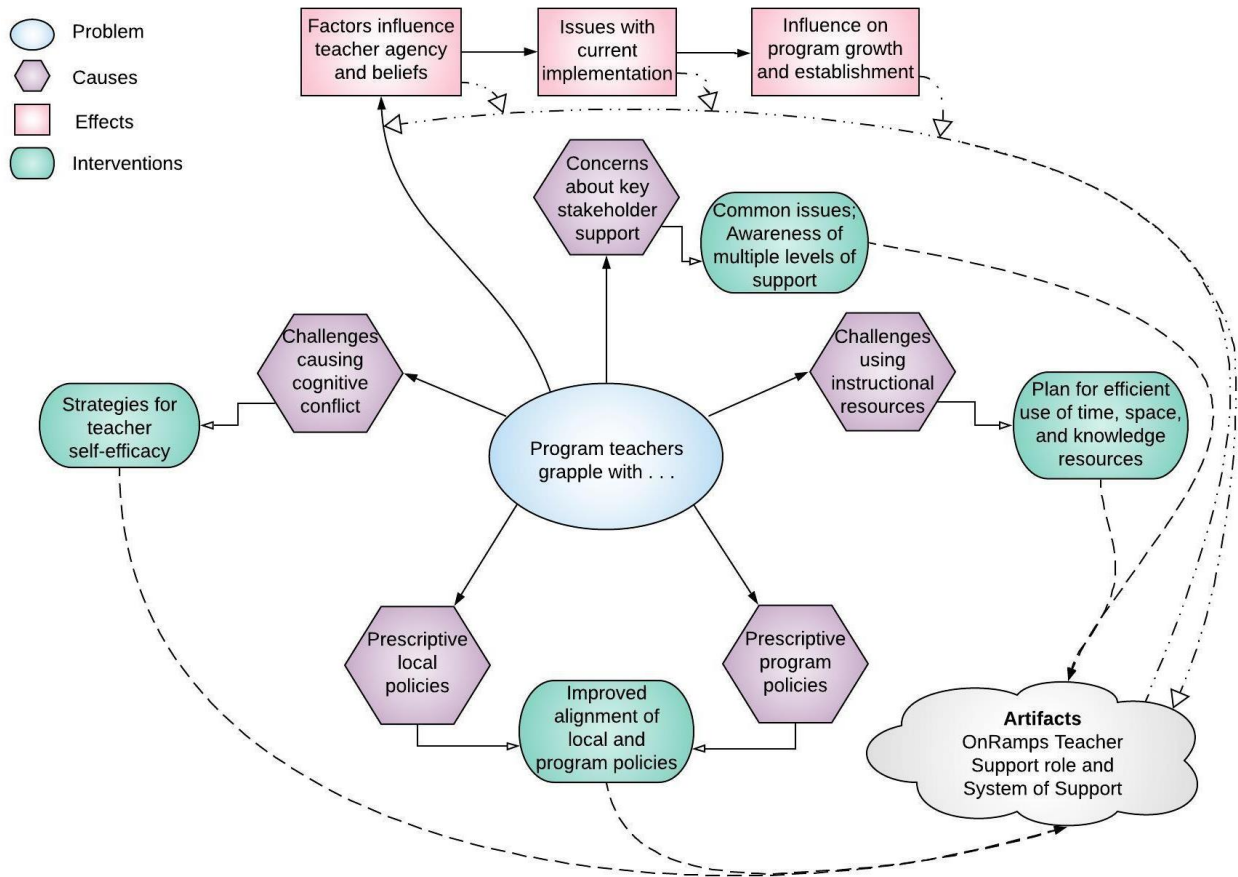 Problem
Causes
Effects
Interventions
Factors influence
teacher agency
and beliefs
Issues with
current
implementation
Influence on
program growth
and establishment
Concerns
about key
stakeholder
support
Common issues;
Awareness of
multiple levels of
support
Challenges
causing
cognitive
conflict
Strategies for
teacher
self-efficacy
Challenges
using
instructional
resources
Plan for efficient
use of time, space,
and knowledge
resources
Program teachers
grapple with . . .
Prescriptive
local
policies
Prescriptive
program
policies
Improved
alignment of
local and
program policies
Artifacts
OnRamps Teacher
Support role and
System of Support